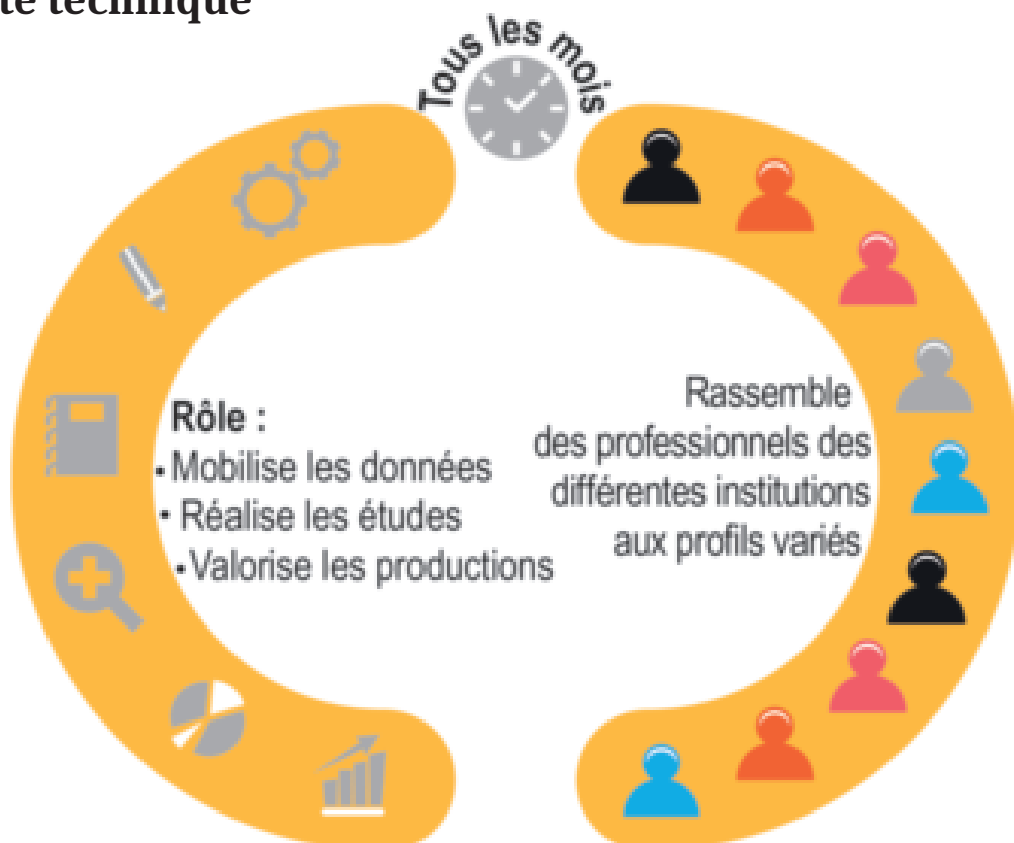 té technique
Tous les mois
Rôle :
• Mobilise les données
• Réalise les études
• Valorise les productions
Rassemble
des professionnels des
différentes institutions
aux profils variés